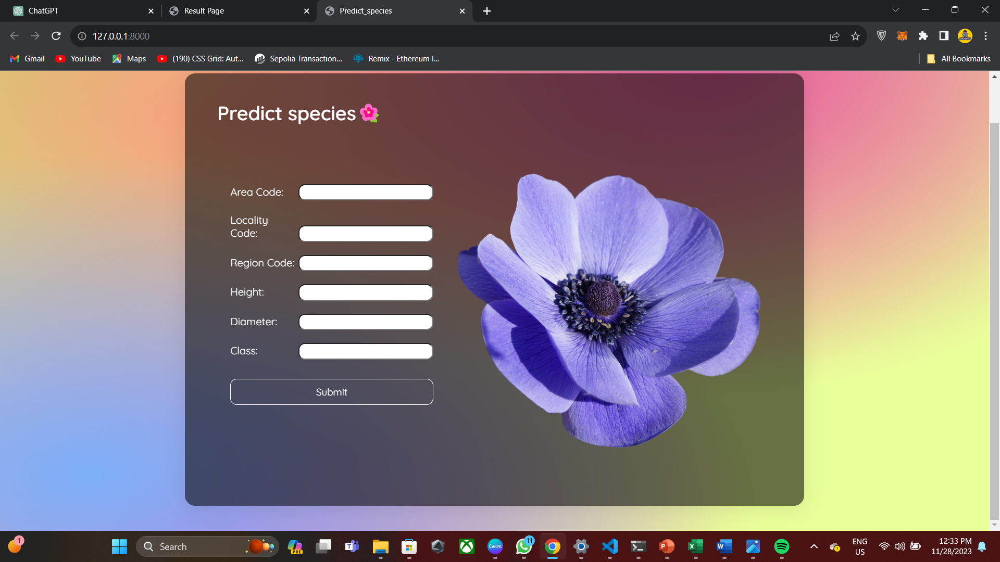 ChatGPT
Result Page
Predict_species
127.0.0.1:8000
Gmail
YouTube
Maps
(190) CSS Grid: Aut...
Sepolia Transaction...
Remix - Ethereum I...
All Bookmarks
Predict species
Area Code:
Locality
Code:
Region Code:
Height:
Diameter:
Class:
Submit
1
Search
PRE
T
Canva
11
P
X
W
ENG
US
12:33 PM
11/28/2023